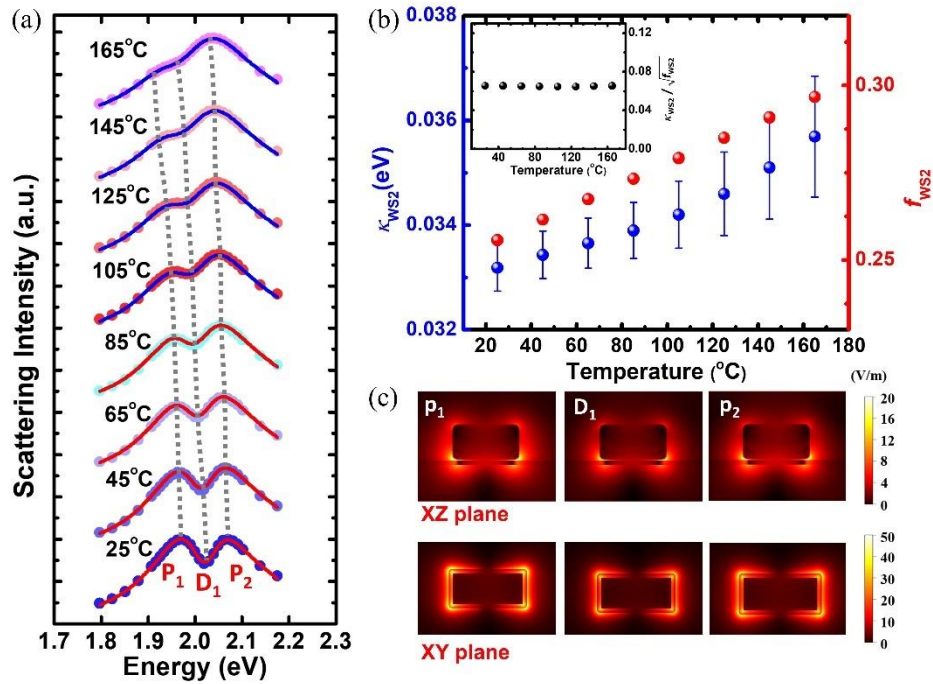 (a)
Scattering Intensity (a.u.)
165°C
145°C
125°C
105°C
85°C
65°C
45°C
25°C
P1 D1 P2
1.7 1.8 1.9 2.0 2.1 2.2 2.3
Energy (eV)
(b)
κWS2(eV)
0.038
0.036
0.034
0.032
fWS2
0.30
0.25
20 40 60 80 100 120 140 160 180
Temperature (°C)
0.12
0.08
0.04
0.00
κWS2 / √fWS2
40 80 120 160
Temperature (°C)
(c)
(V/m)
p1 D1 p2
20
16
12
8
4
0
XZ plane
50
40
30
20
10
0
XY plane